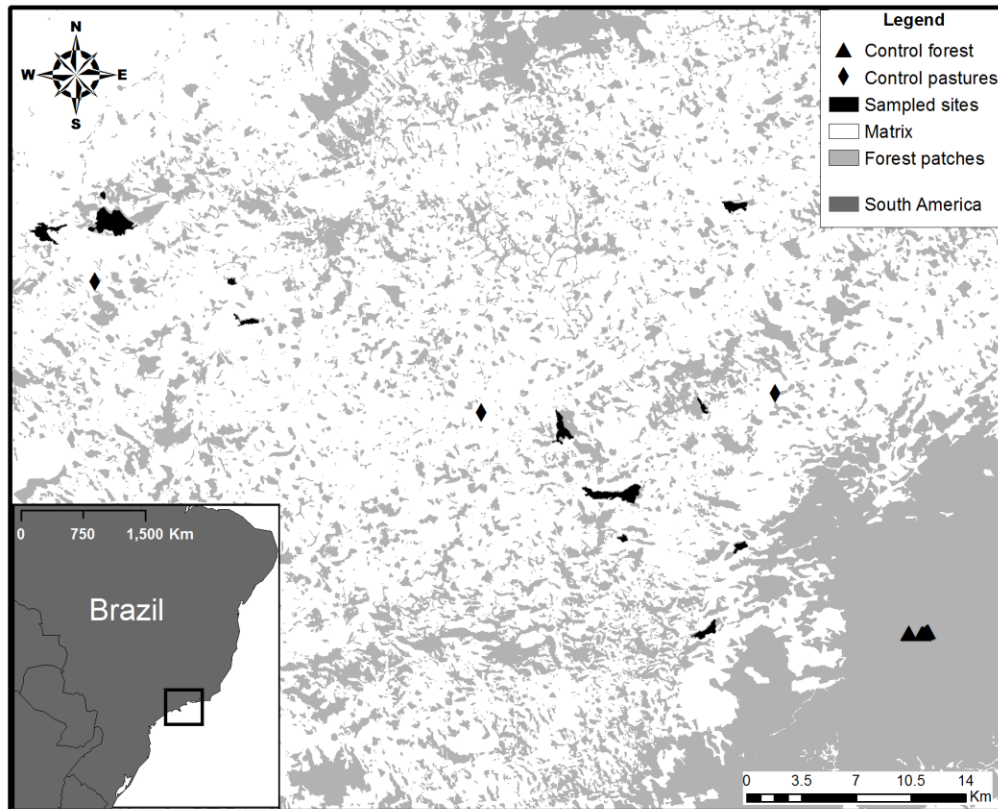 N
W E
S
Legend
Control forest
Control pastures
Sampled sites
Matrix
Forest patches
South America
0 750 1,500 Km
Brazil
0 3.5 7 10.5 14
Km